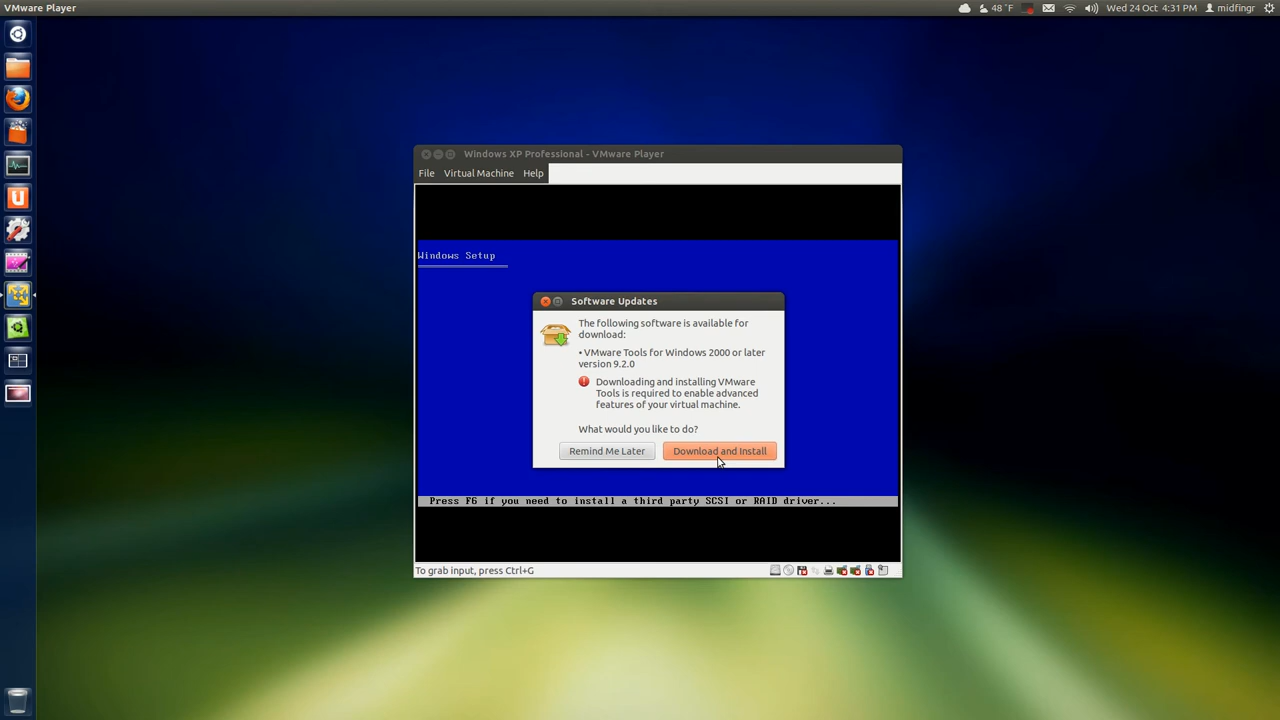 VMware Player
48 °F
Wed 24 Oct 4:31 PM
midfingr
Windows XP Professional - VMware Player
File Virtual Machine Help
Windows Setup
Software Updates
The following software is available for
download:
• VMware Tools for Windows 2000 or later
version 9.2.0
Downloading and installing VMware
Tools is required to enable advanced
features of your virtual machine.
What would you like to do?
Remind Me Later
Download and Install
Press F6 if you need to install a third party SCSI or RAID driver...
To grab input, press Ctrl+G